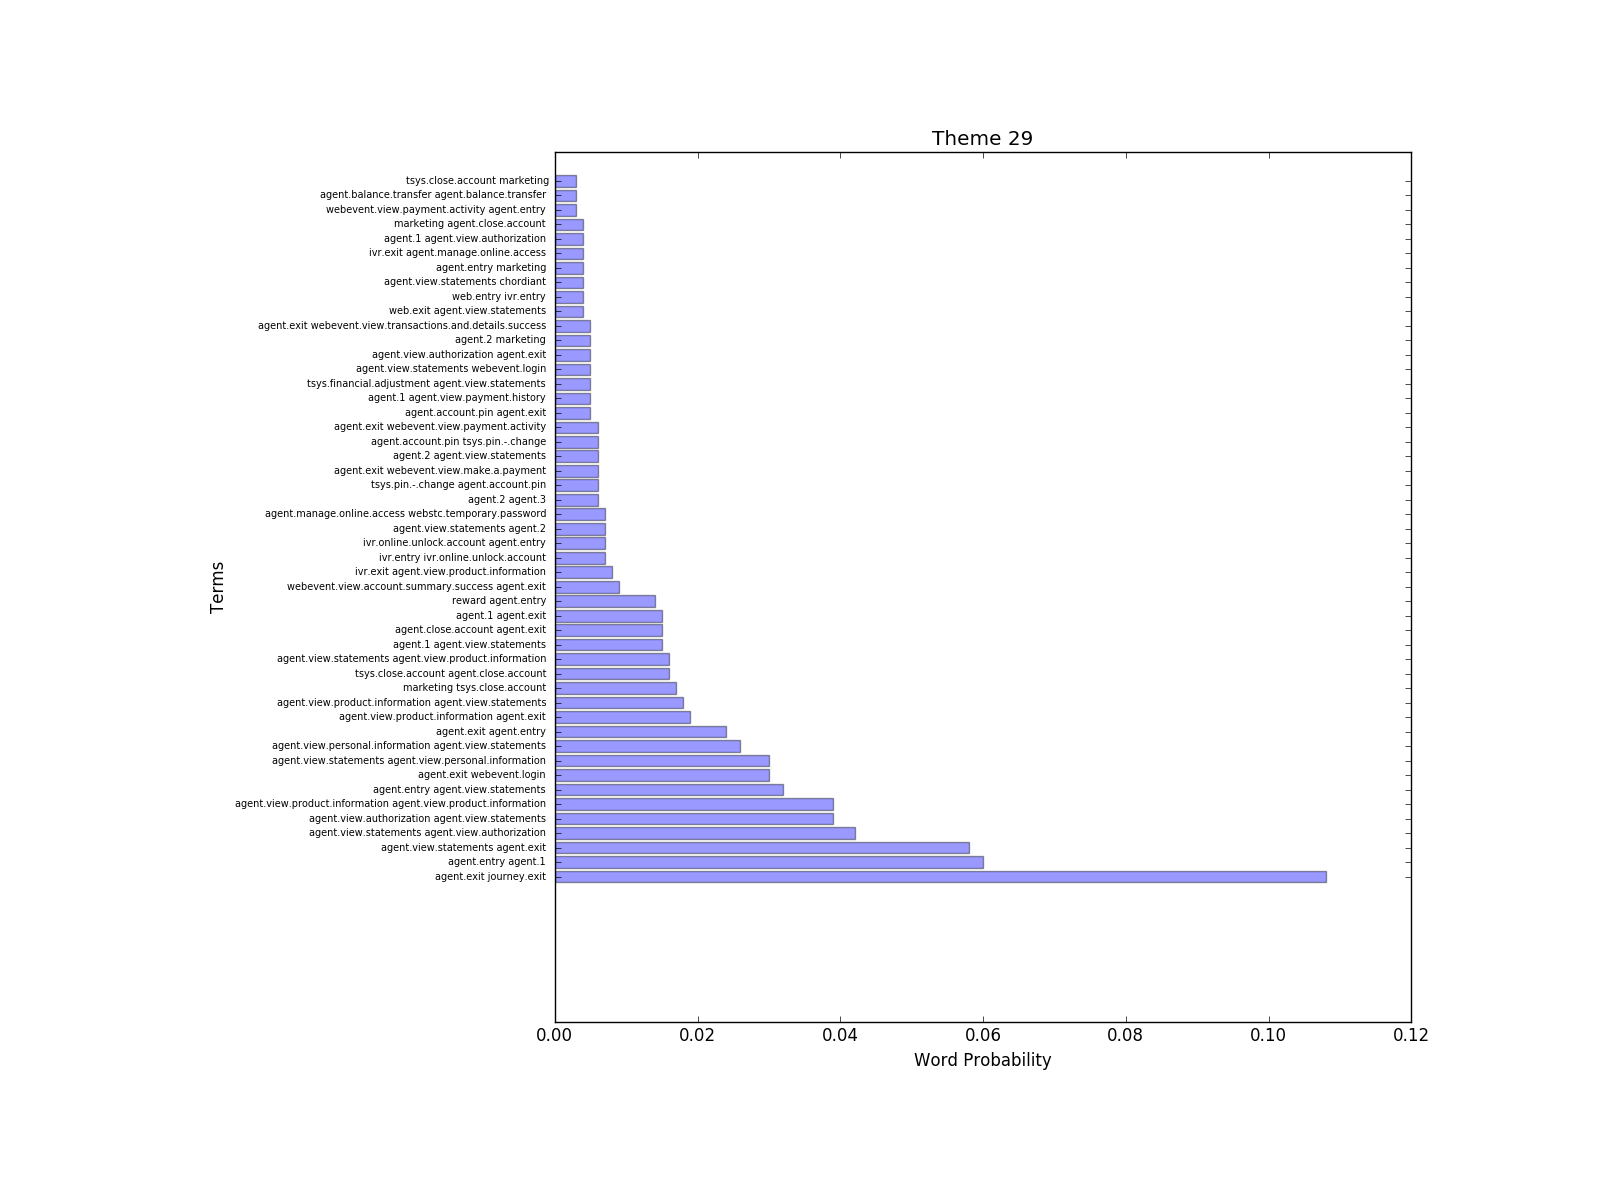 Theme 29
tsys.close.account marketing
agent.balance.transfer agent.balance.transfer
webevent.view.payment.activity agent.entry
marketing agent.close.account
agent.1 agent.view.authorization
ivr.exit agent.manage.online.access
agent.entry marketing
agent.view.statements chordiant
web.entry ivr.entry
web.exit agent.view.statements
agent.exit webevent.view.transactions.and.details.success
agent.2 marketing
agent.view.authorization agent.exit
agent.view.statements webevent.login
tsys.financial.adjustment agent.view.statements
agent.1 agent.view.payment.history
agent.account.pin agent.exit
agent.exit webevent.view.payment.activity
agent.account.pin tsys.pin.-.change
agent.2 agent.view.statements
agent.exit webevent.view.make.a.payment
tsys.pin.-.change agent.account.pin
agent.2 agent.3
agent.manage.online.access webstc.temporary.password
agent.view.statements agent.2
ivr.online.unlock.account agent.entry
ivr.entry ivr.online.unlock.account
ivr.exit agent.view.product.information
webevent.view.account.summary.success agent.exit
reward agent.entry
agent.1 agent.exit
agent.close.account agent.exit
agent.1 agent.view.statements
agent.view.statements agent.view.product.information
tsys.close.account agent.close.account
marketing tsys.close.account
agent.view.product.information agent.view.statements
agent.view.product.information agent.exit
agent.exit agent.entry
agent.view.personal.information agent.view.statements
agent.view.statements agent.view.personal.information
agent.exit webevent.login
agent.entry agent.view.statements
agent.view.product.information agent.view.product.information
agent.view.authorization agent.view.statements
agent.view.statements agent.view.authorization
agent.view.statements agent.exit
agent.entry agent.1
agent.exit journey.exit
Terms
0.00 0.02 0.04 0.06 0.08 0.10 0.12
Word Probability